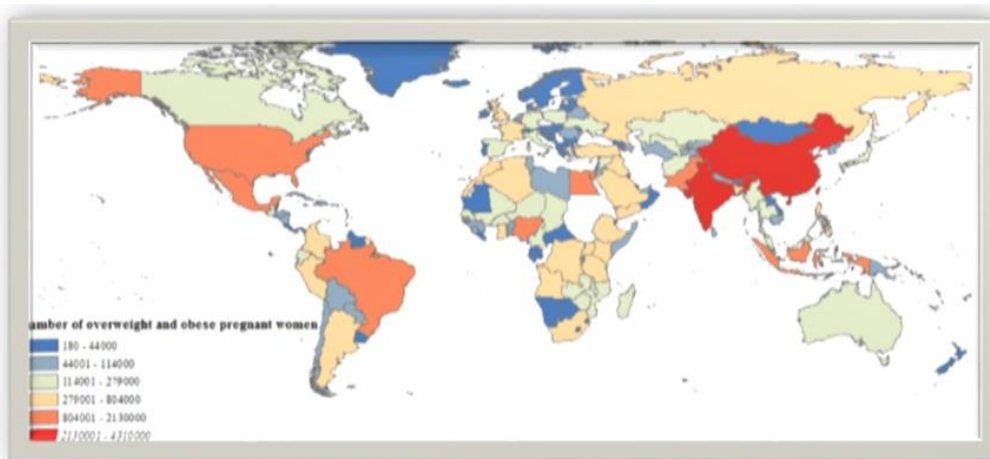 umber of overweight and obese pregnant women
180 - 44000
44001 - 114000
114001 - 279000
279001 - 804000
804001 - 2130000
2130001 - 4310000